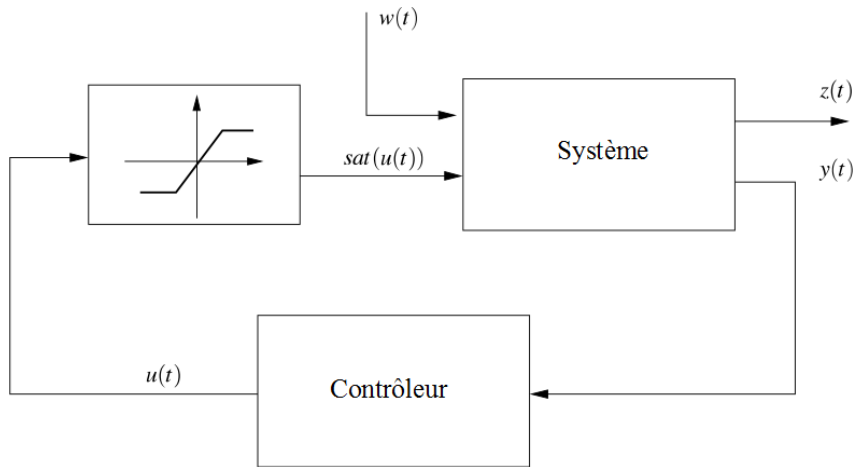 w(t)
z(t)
Système
sat(u(t))
y(t)
u(t)
Contrôleur